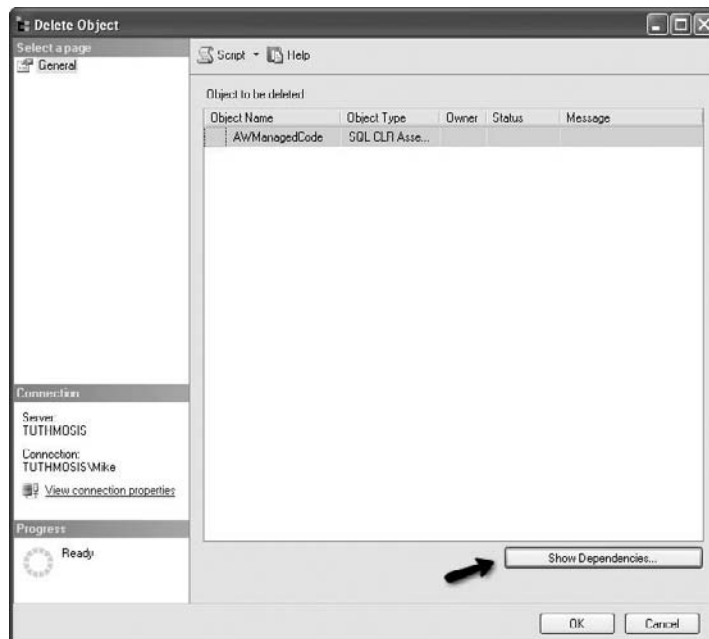 Delete Object
Select a page
General
Script Help
Object to be deleted
Object Name Object Type Owner Status Message
AWManagedCode SQL CLR Asse...
Connection
Server:
TUTHMOSIS
Connection:
TUTHMOSIS\Mike
View connection properties
Progress
Ready
Show Dependencies...
OK Cancel